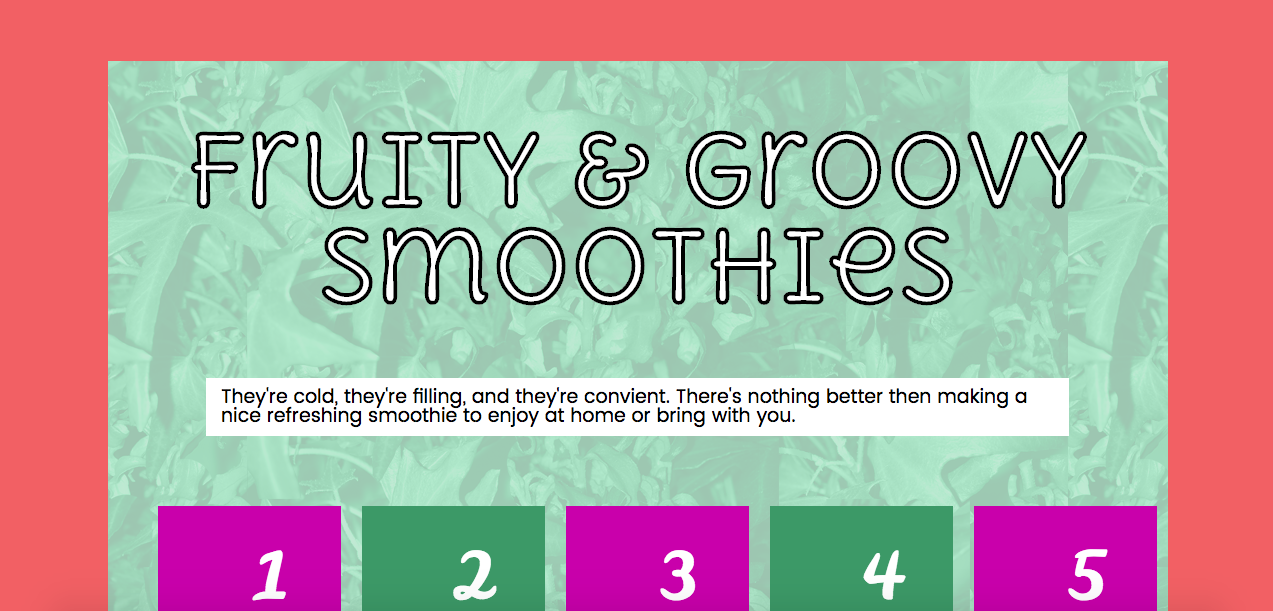 Fruity & Groovy
Smoothies
They're cold, they're filling, and they're convient. There's nothing better then making a
nice refreshing smoothie to enjoy at home or bring with you.
1 2 3 4 5